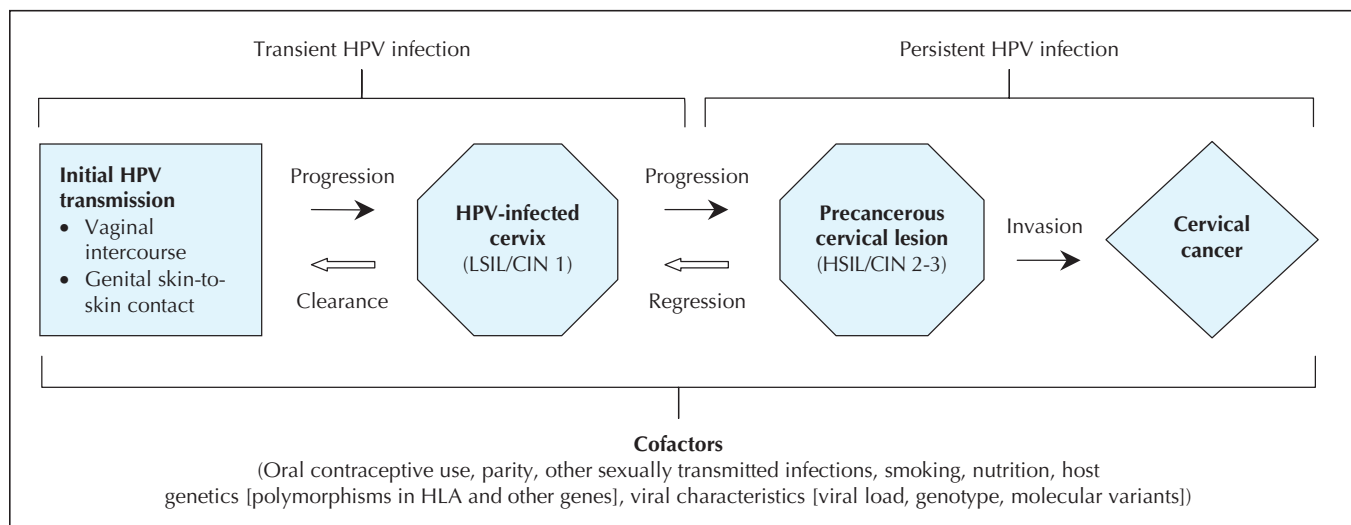 Transient HPV infection
Persistent HPV infection
Initial HPV
transmission
• Vaginal
intercourse
• Genital skin-to-
skin contact
Progression
Clearance
HPV-infected
cervix
(LSIL/CIN 1)
Progression
Regression
Precancerous
cervical lesion
(HSIL/CIN 2-3)
Invasion
Cervical
cancer
Cofactors
(Oral contraceptive use, parity, other sexually transmitted infections, smoking, nutrition, host
genetics [polymorphisms in HLA and other genes], viral characteristics [viral load, genotype, molecular variants])